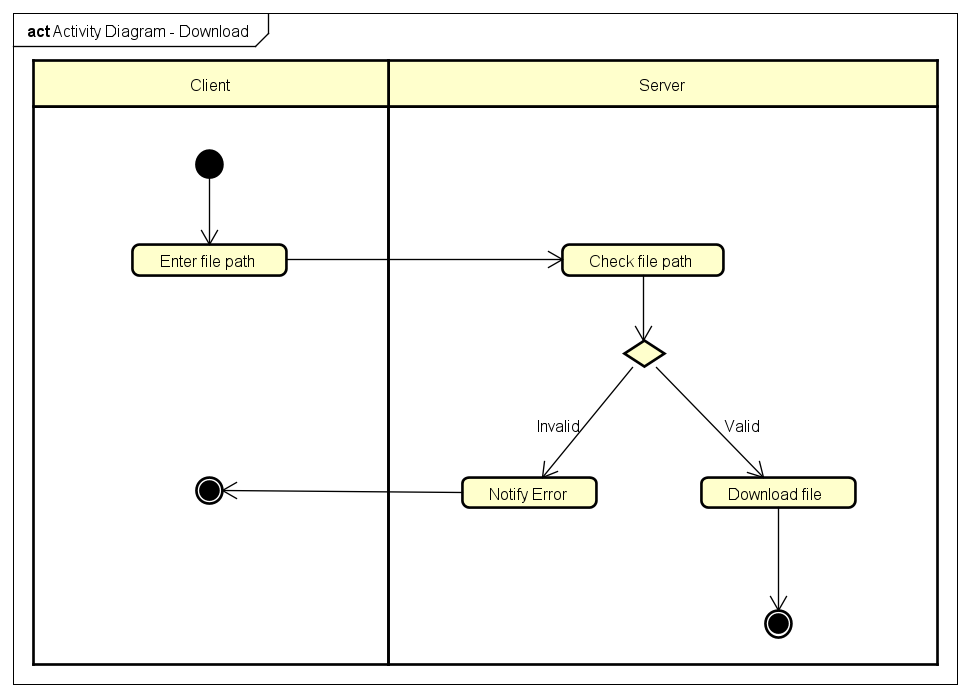 act Activity Diagram - Download
Client
Server
Enter file path
Check file path
Invalid
Valid
Notify Error
Download file